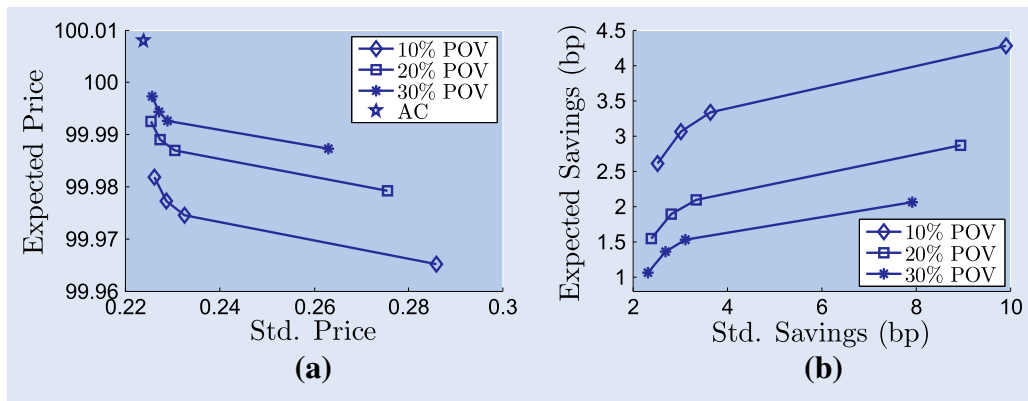 100.01
100
99.99
99.98
99.97
99.96
Expected Price
10% POV
20% POV
30% POV
AC
0.22
0.24
0.26
0.28
0.3
Std. Price
(a)
4.5
4
3.5
3
2.5
2
1.5
1
Expected Savings (bp)
10% POV
20% POV
30% POV
2
4
6
8
10
Std. Savings (bp)
(b)